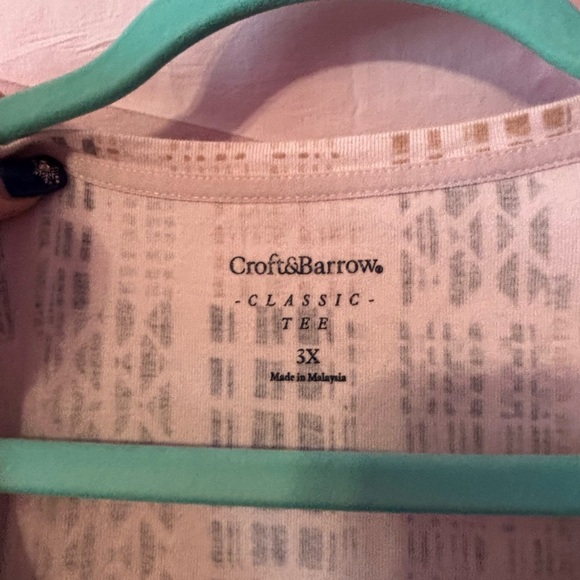 Croft&Barrow®
-CLASSIC-
TEE
3X
Made in Malaysia